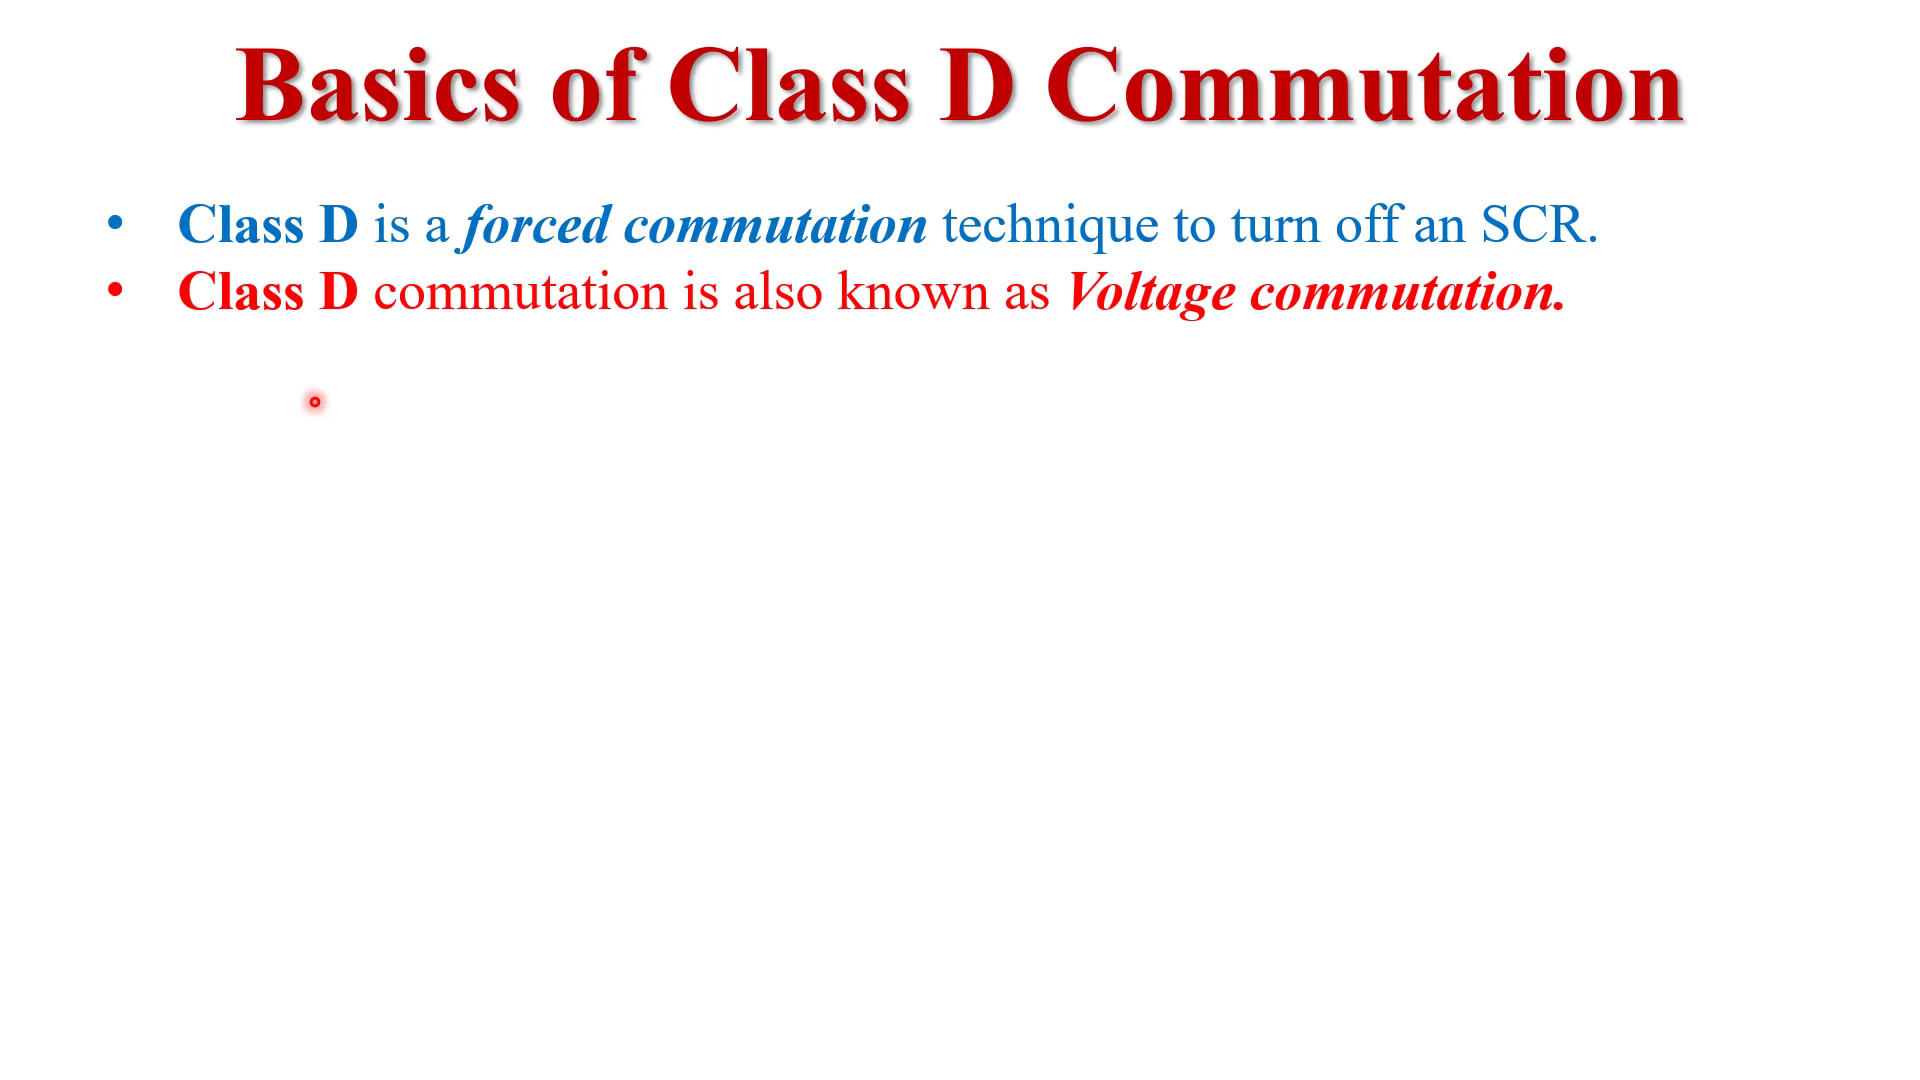 Basics of Class D Commutation
• Class D is a forced commutation technique to turn off an SCR.
• Class D commutation is also known as Voltage commutation.